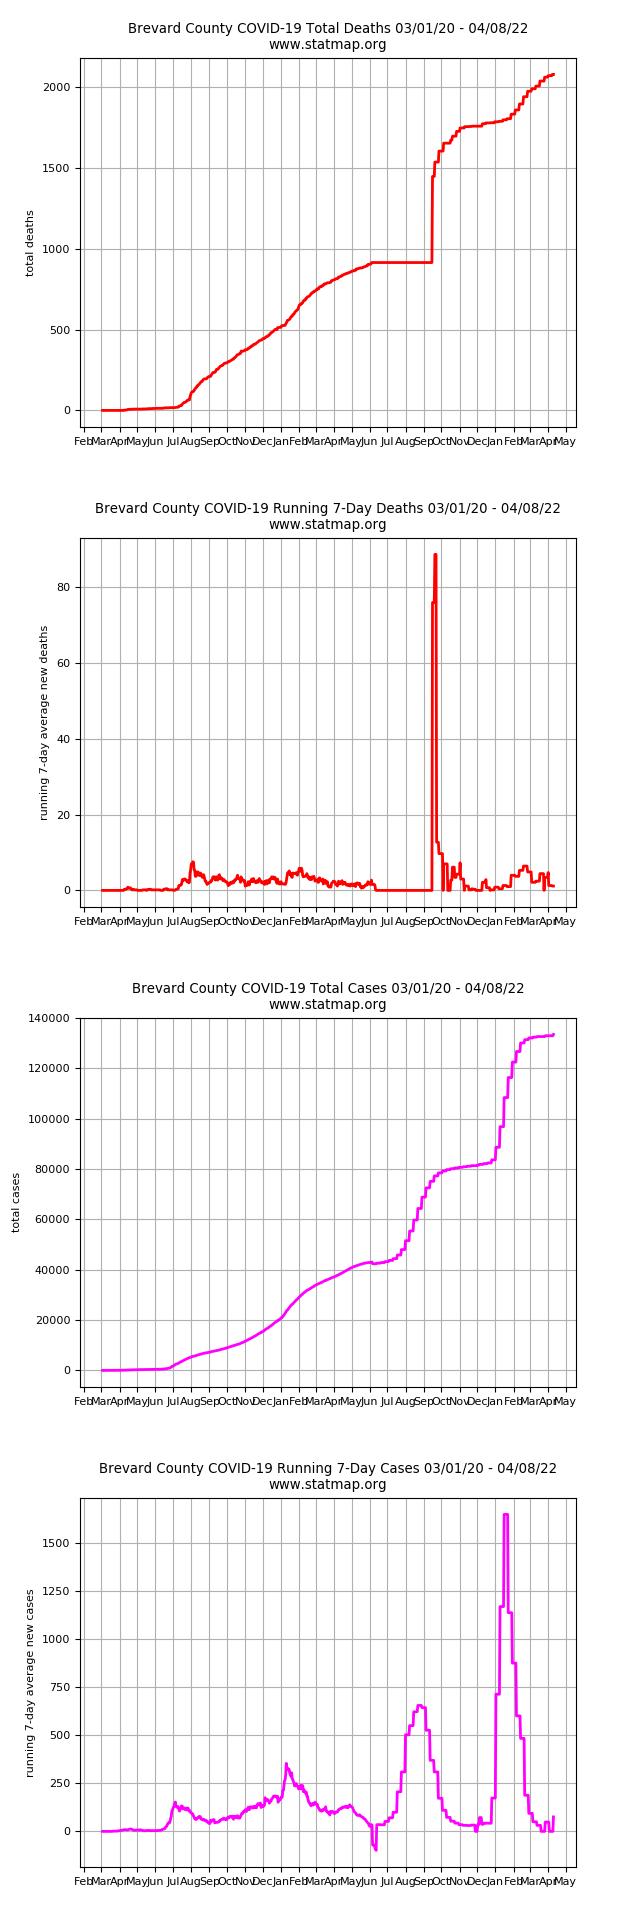 Brevard County COVID-19 Total Deaths 03/01/20 - 04/08/22
www.statmap.org
total deaths
2000
1500
1000
500
0
Feb Mar Apr May Jun Jul Aug Sep Oct Nov Dec Jan Feb Mar Apr May Jun Jul Aug Sep Oct Nov Dec Jan Feb Mar Apr May
Brevard County COVID-19 Running 7-Day Deaths 03/01/20 - 04/08/22
www.statmap.org
running 7-day average new deaths
80
60
40
20
0
Feb Mar Apr May Jun Jul Aug Sep Oct Nov Dec Jan Feb Mar Apr May Jun Jul Aug Sep Oct Nov Dec Jan Feb Mar Apr May
Brevard County COVID-19 Total Cases 03/01/20 - 04/08/22
www.statmap.org
total cases
140000
120000
100000
80000
60000
40000
20000
0
Feb Mar Apr May Jun Jul Aug Sep Oct Nov Dec Jan Feb Mar Apr May Jun Jul Aug Sep Oct Nov Dec Jan Feb Mar Apr May
Brevard County COVID-19 Running 7-Day Cases 03/01/20 - 04/08/22
www.statmap.org
running 7-day average new cases
1500
1250
1000
750
500
250
0
Feb Mar Apr May Jun Jul Aug Sep Oct Nov Dec Jan Feb Mar Apr May Jun Jul Aug Sep Oct Nov Dec Jan Feb Mar Apr May